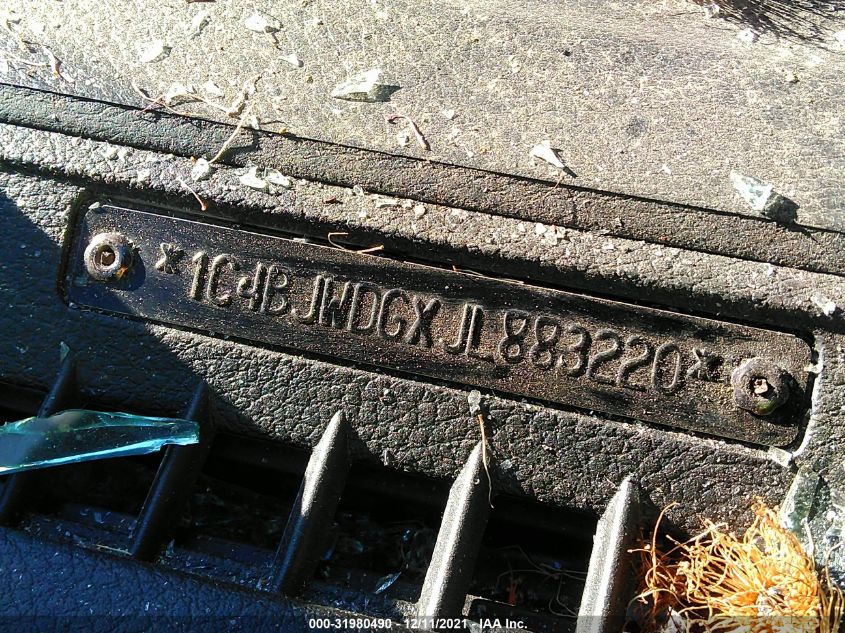 *1C4BJWDGXJL883220*
000-31980490 - 12/11/2021 - IAA Inc.